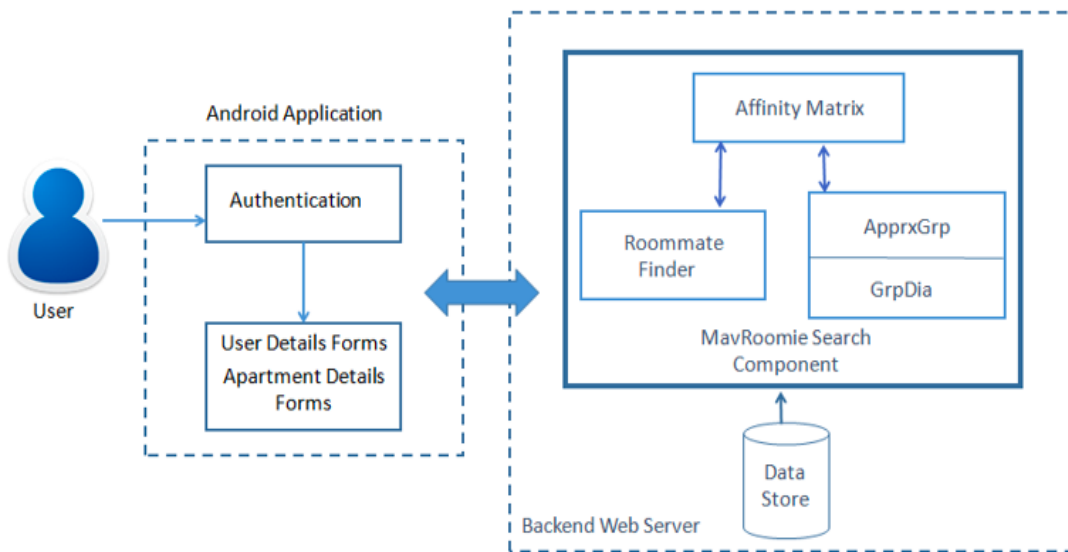 Android Application
User
Authentication
User Details Forms
Apartment Details
Forms
Affinity Matrix
Roommate
Finder
ApprxGrp
GrpDia
MavRoomie Search
Component
Data
Store
Backend Web Server